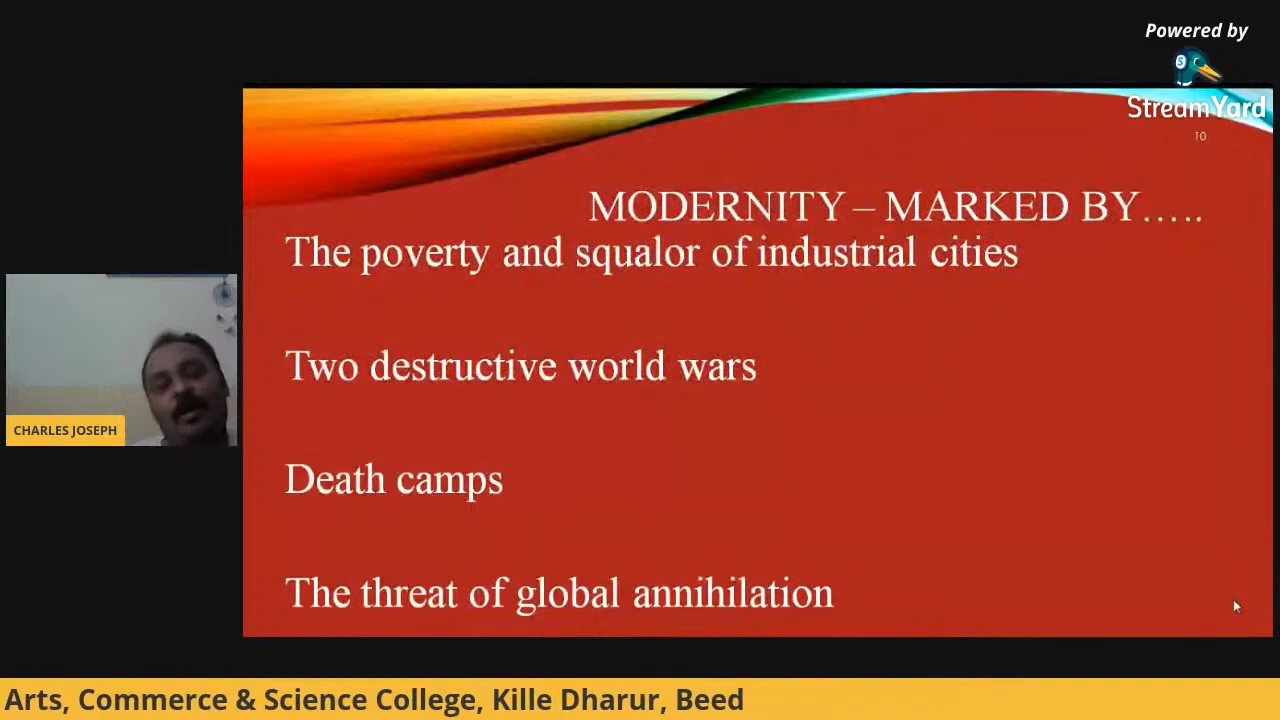 Powered by
StreamYard
10
MODERNITY – MARKED BY…..
The poverty and squalor of industrial cities
Two destructive world wars
Death camps
The threat of global annihilation
CHARLES JOSEPH
Arts, Commerce & Science College, Kille Dharur, Beed